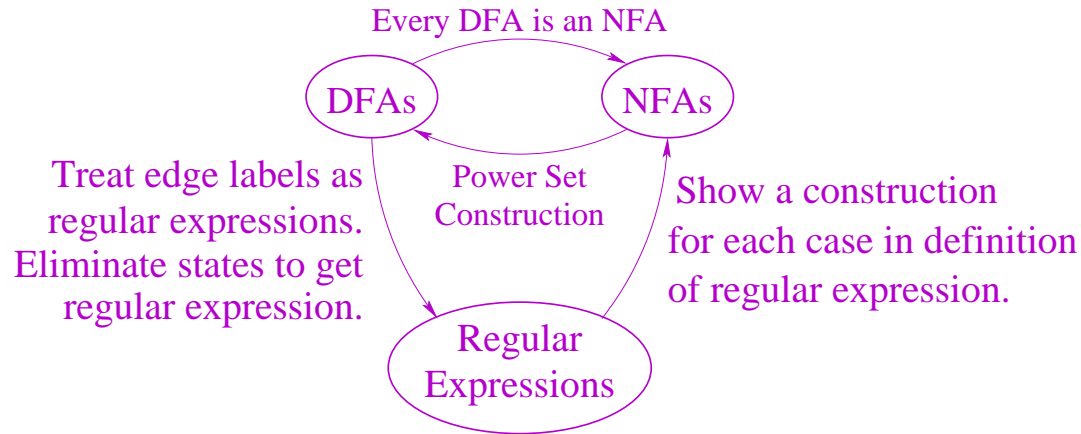 Every DFA is an NFA
DFAs
NFAs
Power Set
Construction
Treat edge labels as
regular expressions.
Eliminate states to get
regular expression.
Show a construction
for each case in definition
of regular expression.
Regular
Expressions